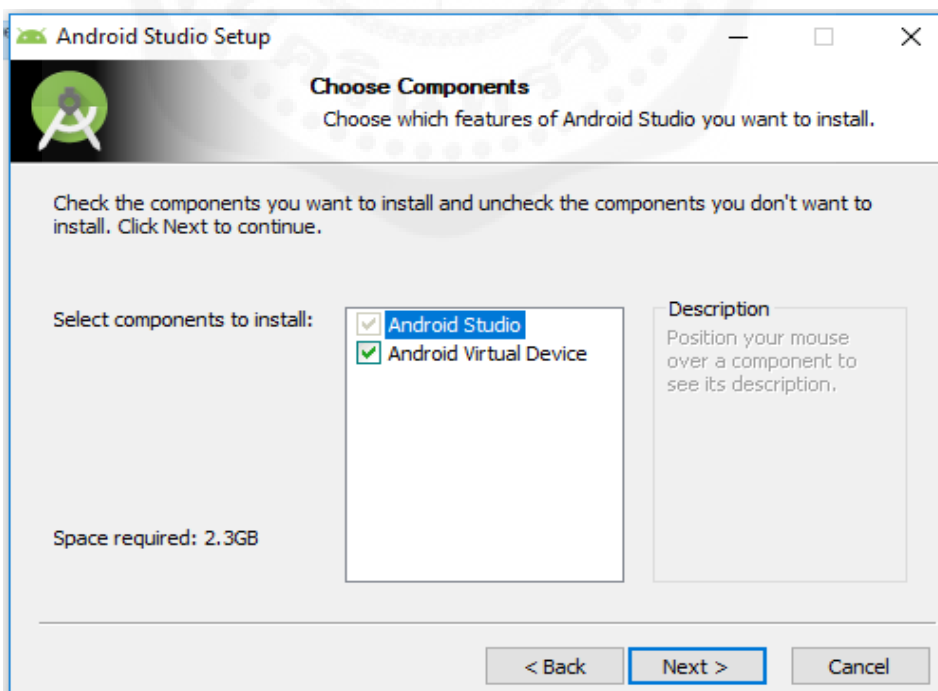 Android Studio Setup
Choose Components
Choose which features of Android Studio you want to install.
Check the components you want to install and uncheck the components you don't want to
install. Click Next to continue.
Select components to install:
Android Studio
Android Virtual Device
Description
Position your mouse
over a component to
see its description.
Space required: 2.3GB
< Back
Next >
Cancel